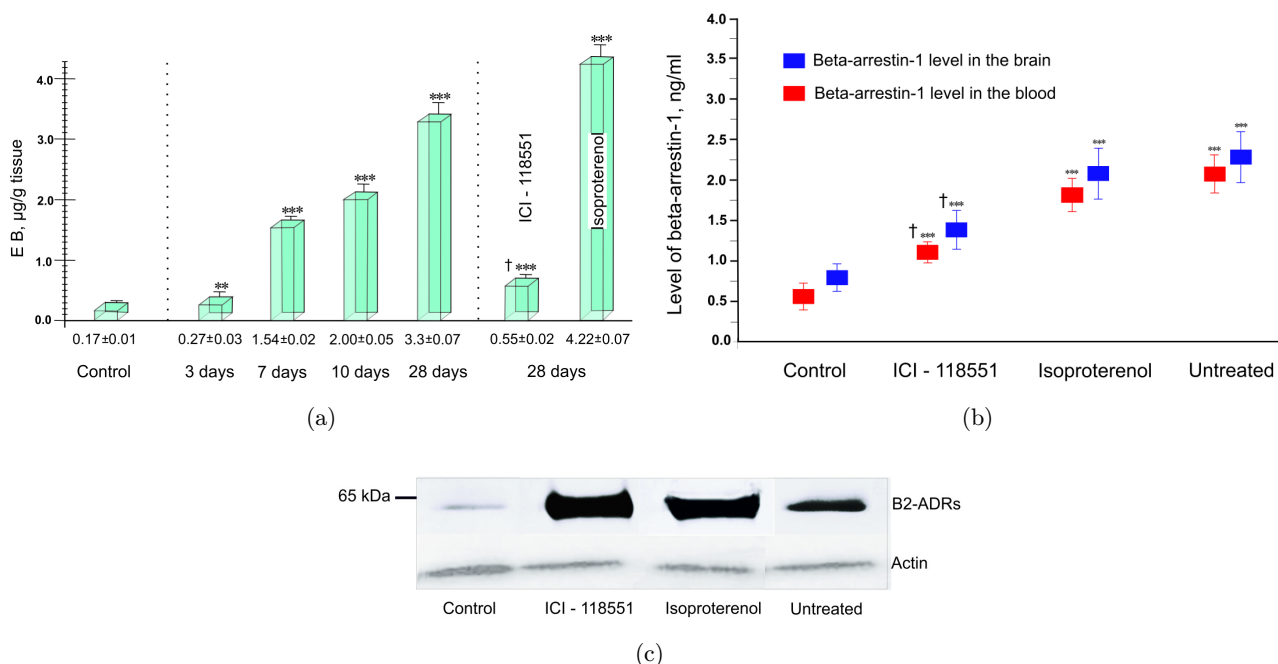 4.0
3.0
2.0
1.0
0.0
E B, µg/g tissue
**
***
***
***
† ***
***
ICI - 118551
Isoproterenol
0.17±0.01 0.27±0.03 1.54±0.02 2.00±0.05 3.3±0.07 0.55±0.02 4.22±0.07
Control 3 days 7 days 10 days 28 days 28 days
(a)
4.0
3.5
3.0
2.5
2.0
1.5
1.0
0.5
0.0
Level of beta-arrestin-1, ng/ml
Beta-arrestin-1 level in the brain
Beta-arrestin-1 level in the blood
† ***
† ***
***
***
***
***
Control ICI - 118551 Isoproterenol Untreated
(b)
65 kDa
B2-ADRs
Actin
Control ICI - 118551 Isoproterenol Untreated
(c)